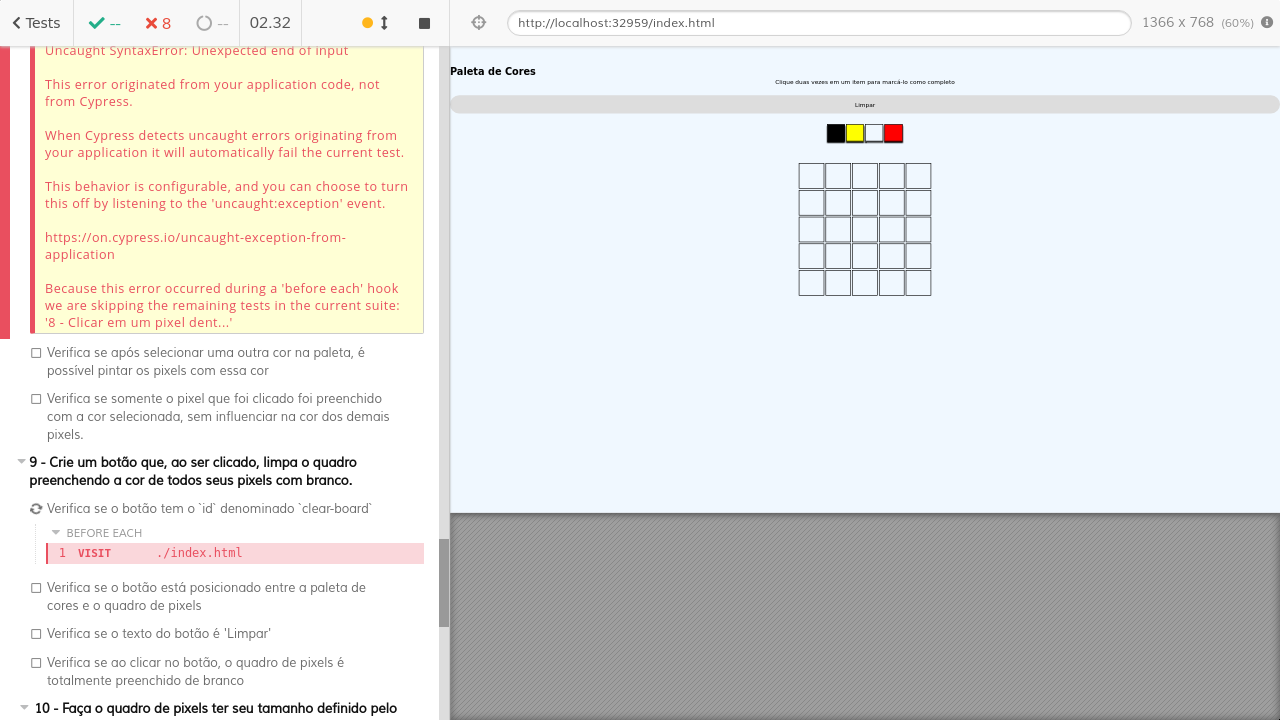 Tests
--
8
--
02.32
http://localhost:32959/index.html
1366 x 768 (60%)
Uncaught SyntaxError: Unexpected end of input
This error originated from your application code, not
from Cypress.
When Cypress detects uncaught errors originating from
your application it will automatically fail the current test.
This behavior is configurable, and you can choose to turn
this off by listening to the 'uncaught:exception' event.
https://on.cypress.io/uncaught-exception-from-
application
Because this error occurred during a 'before each' hook
we are skipping the remaining tests in the current suite:
'8 - Clicar em um pixel dent...'
Verifica se após selecionar uma outra cor na paleta, é
possível pintar os pixels com essa cor
Verifica se somente o pixel que foi clicado foi preenchido
com a cor selecionada, sem influenciar na cor dos demais
pixels.
9 - Crie um botão que, ao ser clicado, limpa o quadro
preenchendo a cor de todos seus pixels com branco.
Verifica se o botão tem o `id` denominado `clear-board`
BEFORE EACH
1 VISIT ./index.html
Verifica se o botão está posicionado entre a paleta de
cores e o quadro de pixels
Verifica se o texto do botão é 'Limpar'
Verifica se ao clicar no botão, o quadro de pixels é
totalmente preenchido de branco
10 - Faça o quadro de pixels ter seu tamanho definido pelo
Paleta de Cores
Clique duas vezes em um item para marcá-lo como completo
Limpar